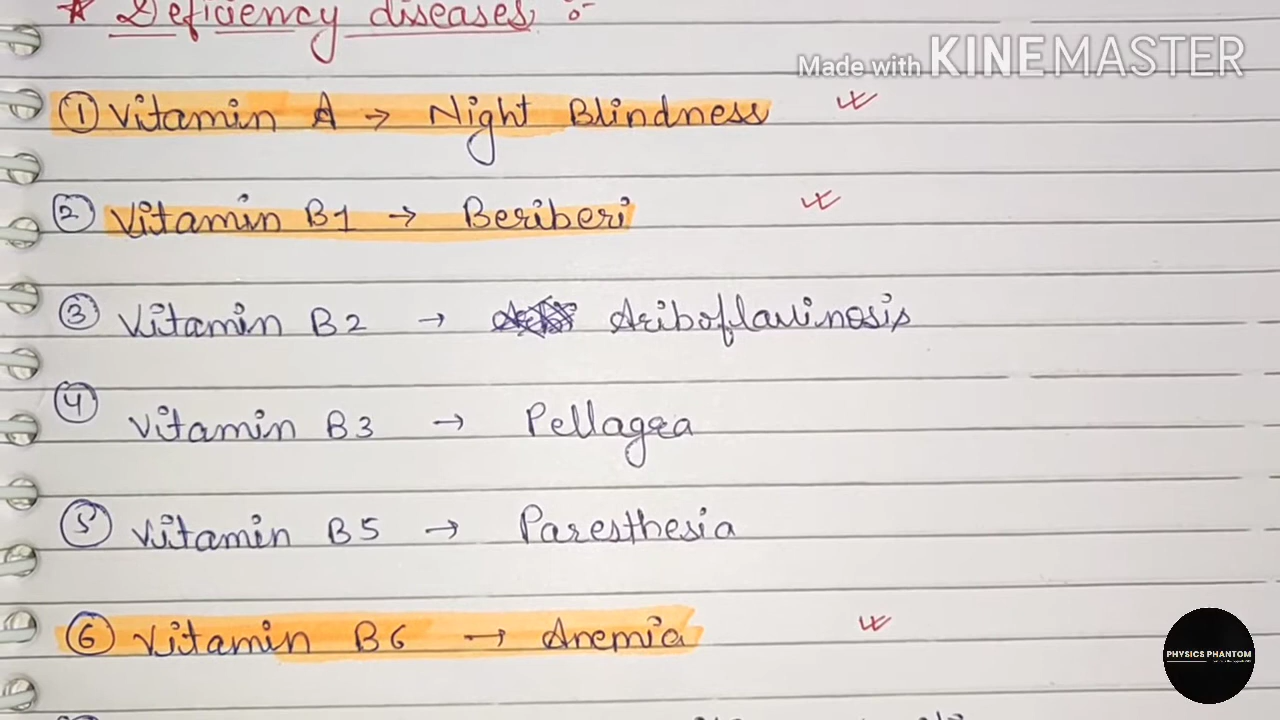 * Deficiency diseases :-
Made with KINEMASTER
① Vitamin A → Night Blindness
② Vitamin B1 → Beriberi
③ Vitamin B2 → Ariboflavinosis
④ Vitamin B3 → Pellagra
⑤ Vitamin B5 → Paresthesia
⑥ Vitamin B6 → Anemia
PHYSICS PHANTOM